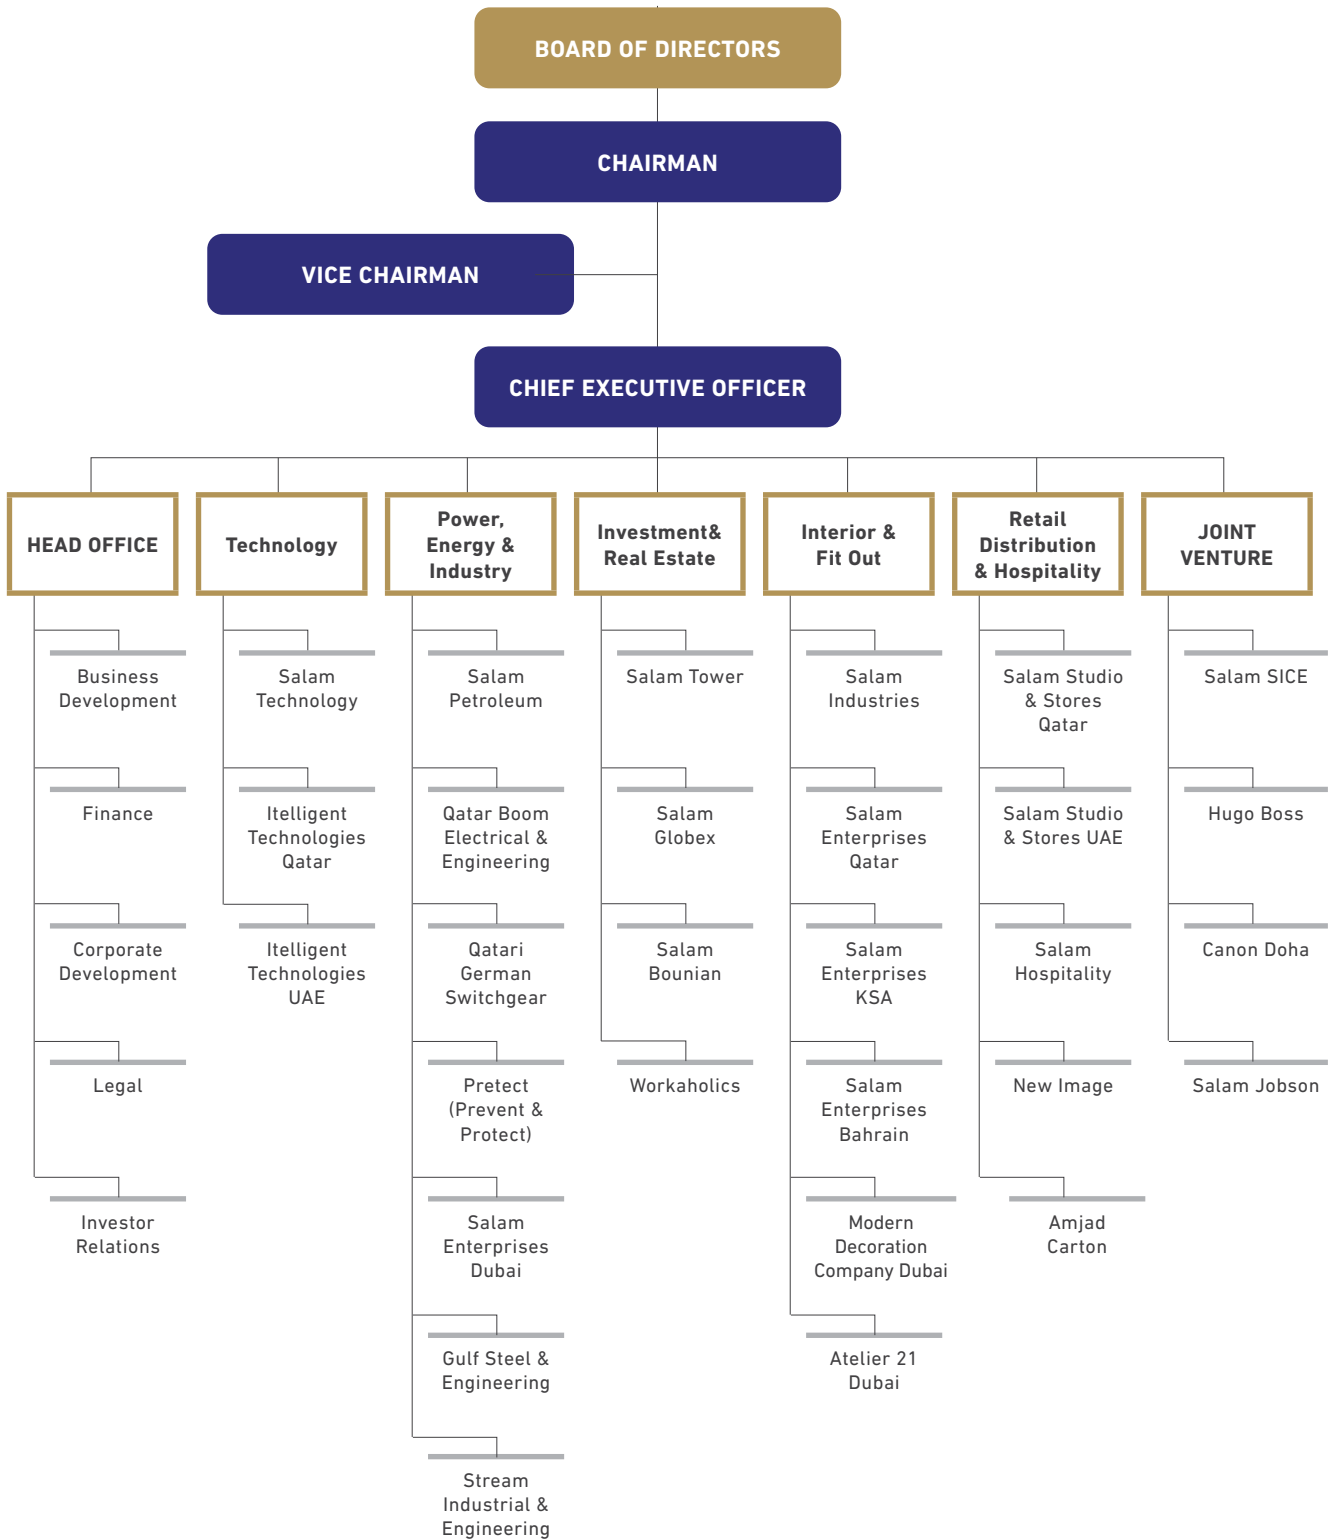 BOARD OF DIRECTORS
CHAIRMAN
VICE CHAIRMAN
CHIEF EXECUTIVE OFFICER
HEAD OFFICE
Business
Development
Finance
Corporate
Development
Legal
Investor
Relations
Technology
Salam
Technology
Itelligent
Technologies
Qatar
Itelligent
Technologies
UAE
Power,
Energy &
Industry
Salam
Petroleum
Qatar Boom
Electrical &
Engineering
Qatari
German
Switchgear
Pretect
(Prevent &
Protect)
Salam
Enterprises
Dubai
Gulf Steel &
Engineering
Stream
Industrial &
Engineering
Investment&
Real Estate
Salam Tower
Salam
Globex
Salam
Bounian
Workaholics
Interior &
Fit Out
Salam
Industries
Salam
Enterprises
Qatar
Salam
Enterprises
KSA
Salam
Enterprises
Bahrain
Modern
Decoration
Company Dubai
Atelier 21
Dubai
Retail
Distribution
& Hospitality
Salam Studio
& Stores
Qatar
Salam Studio
& Stores UAE
Salam
Hospitality
New Image
Amjad
Carton
JOINT
VENTURE
Salam SICE
Hugo Boss
Canon Doha
Salam Jobson